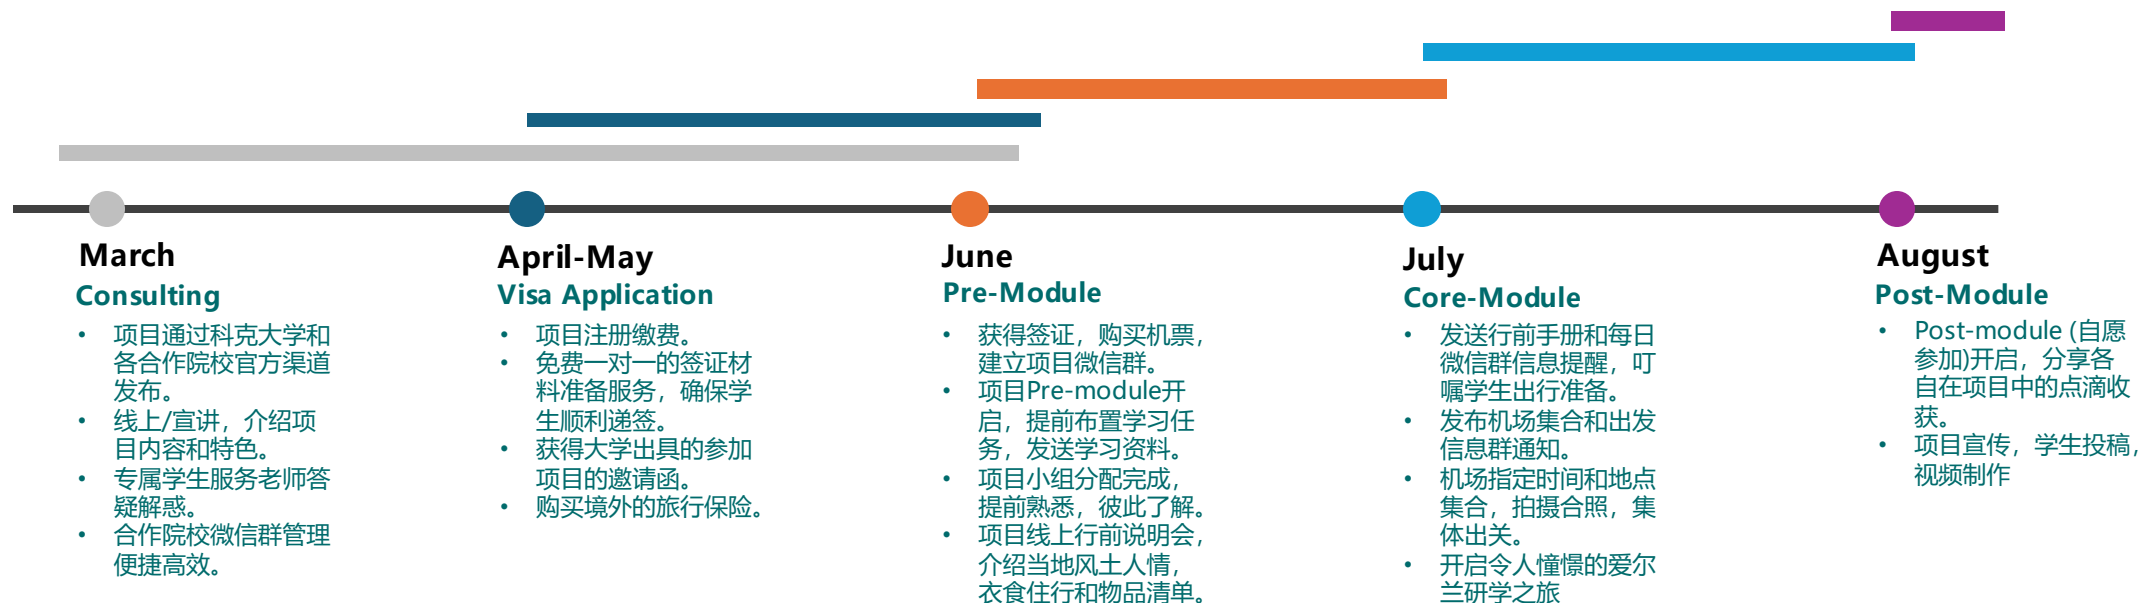 March
Consulting
• 项目通过科克大学和
各合作院校官方渠道
发布。
• 线上/宣讲，介绍项
目内容和特色。
• 专属学生服务老师答
疑解惑。
• 合作院校微信群管理
便捷高效。
April-May
Visa Application
• 项目注册缴费。
• 免费一对一的签证材
料准备服务，确保学
生顺利递签。
• 获得大学出具的参加
项目的邀请函。
• 购买境外的旅行保险。
June
Pre-Module
• 获得签证，购买机票，
建立项目微信群。
• 项目Pre-module开
启，提前布置学习任
务，发送学习资料。
• 项目小组分配完成，
提前熟悉，彼此了解。
• 项目线上行前说明会，
介绍当地风土人情，
衣食住行和物品清单。
July
Core-Module
• 发送行前手册和每日
微信群信息提醒，叮
嘱学生出行准备。
• 发布机场集合和出发
信息群通知。
• 机场指定时间和地点
集合，拍摄合照，集
体出关。
• 开启令人憧憬的爱尔
兰研学之旅
August
Post-Module
• Post-module (自愿
参加)开启，分享各
自在项目中的点滴收
获。
• 项目宣传，学生投稿，
视频制作